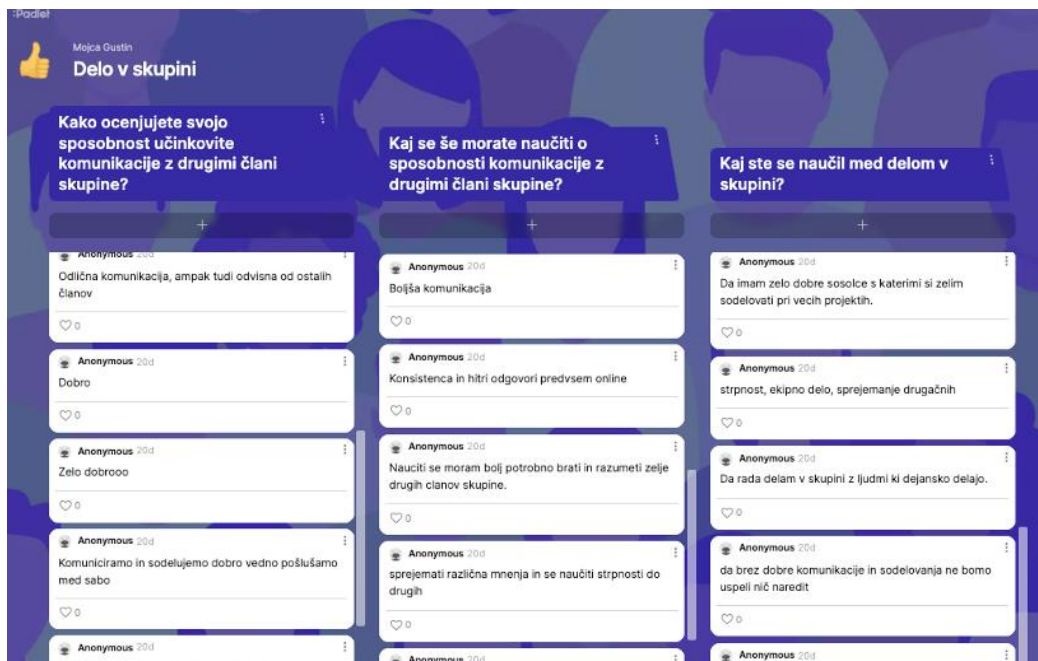 :Padlet
Mojca Gustin
Delo v skupini
Kako ocenjujete svojo
sposobnost učinkovite
komunikacije z drugimi člani
skupine?
+
Anonymous 20d
Odlična komunikacija, ampak tudi odvisna od ostalih
članov
0
Anonymous 20d
Dobro
0
Anonymous 20d
Zelo dobrooo
0
Anonymous 20d
Komuniciramo in sodelujemo dobro vedno pošlušamo
med sabo
0
Anonymous 20d
Kaj se še morate naučiti o
sposobnosti komunikacije z
drugimi člani skupine?
+
Anonymous 20d
Boljša komunikacija
0
Anonymous 20d
Konsistenca in hitri odgovori predvsem online
0
Anonymous 20d
Nauciti se moram bolj potrobno brati in razumeti zelje
drugih clanov skupine.
0
Anonymous 20d
sprejemati različna mnenja in se naučiti strpnosti do
drugih
0
Anonymous 20d
Kaj ste se naučil med delom v
skupini?
+
Anonymous 20d
Da imam zelo dobre sosolce s katerimi si zelim
sodelovati pri vecih projektih.
0
Anonymous 20d
strpnost, ekipno delo, sprejemanje drugačnih
0
Anonymous 20d
Da rada delam v skupini z ljudmi ki dejansko delajo.
0
Anonymous 20d
da brez dobre komunikacije in sodelovanja ne bomo
uspeli nič naredit
0
Anonymous 20d